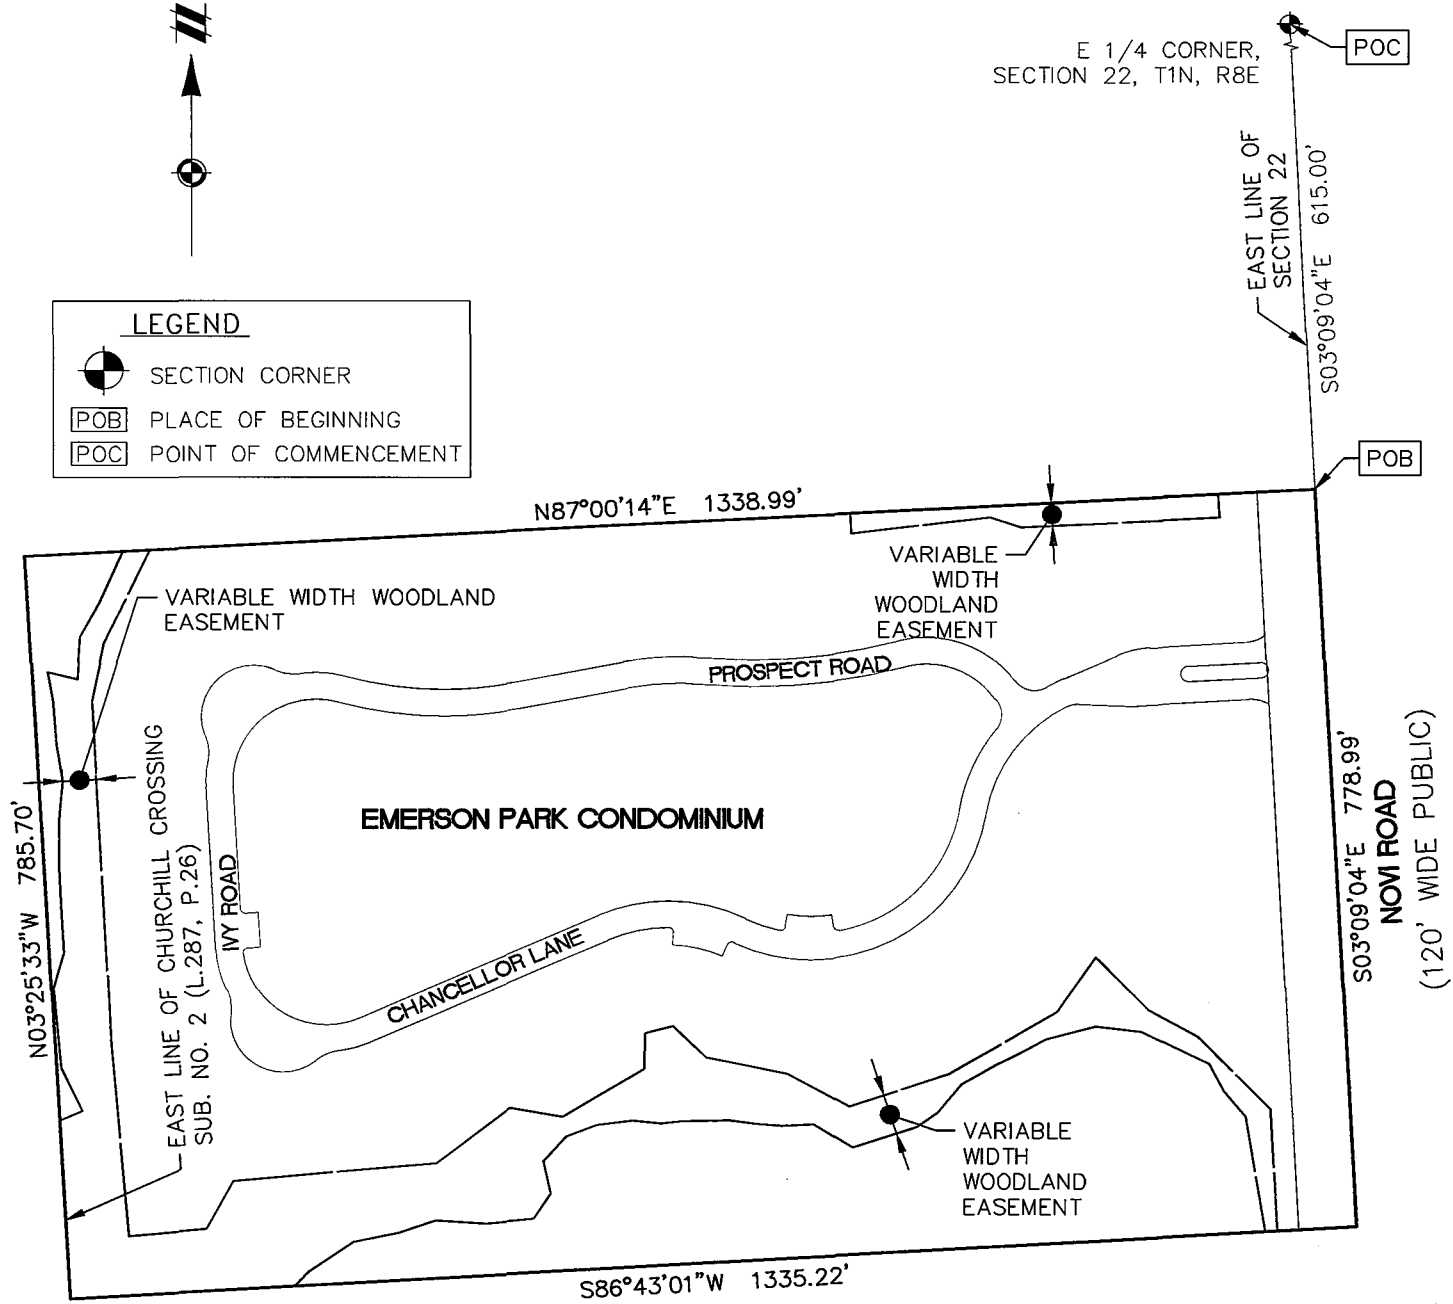 E 1/4 CORNER,
SECTION 22, T1N, R8E
POC
EAST LINE OF
SECTION 22
S03°09'04"E 615.00'
LEGEND
SECTION CORNER
POB PLACE OF BEGINNING
POC POINT OF COMMENCEMENT
POB
N87°00'14"E 1338.99'
VARIABLE
WIDTH
WOODLAND
EASEMENT
VARIABLE WIDTH WOODLAND
EASEMENT
PROSPECT ROAD
EMERSON PARK CONDOMINIUM
IVY ROAD
CHANCELLOR LANE
N03°25'33"W 785.70'
EAST LINE OF CHURCHILL CROSSING
SUB. NO. 2 (L.287, P.26)
S03°09'04"E 778.99'
NOVI ROAD
(120' WIDE PUBLIC)
VARIABLE
WIDTH
WOODLAND
EASEMENT
S86°43'01"W 1335.22'